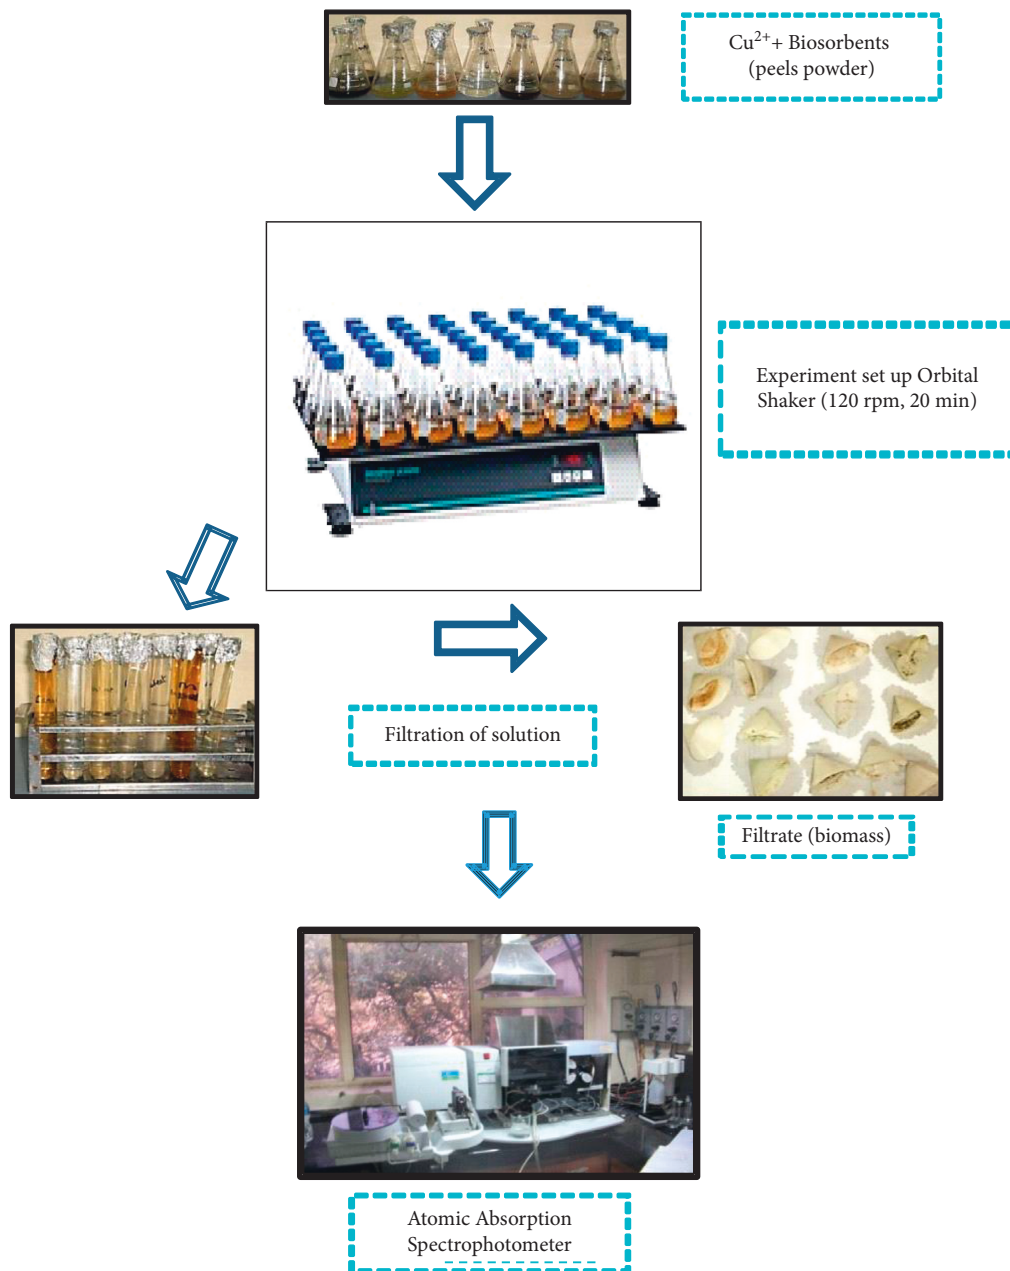 Cu²⁺+ Biosorbents
(peels powder)
Experiment set up Orbital
Shaker (120 rpm, 20 min)
Filtration of solution
Filtrate (biomass)
Atomic Absorption
Spectrophotometer